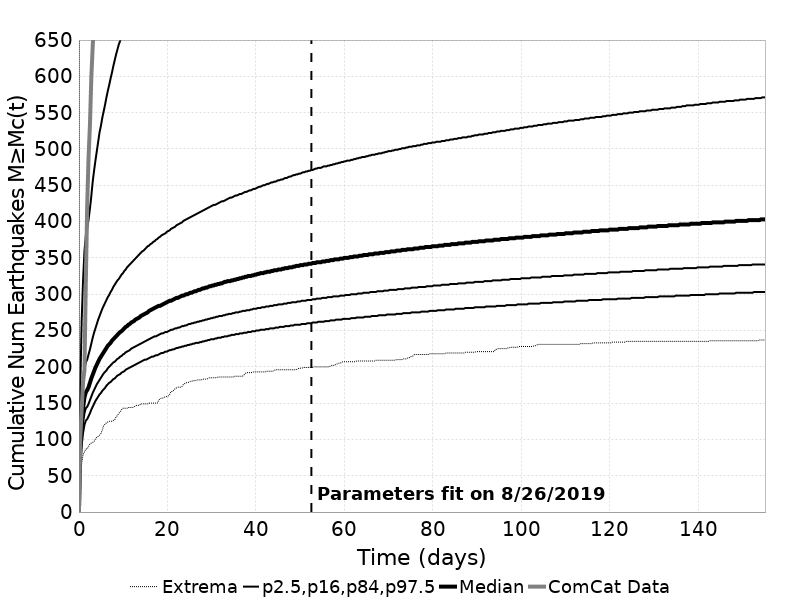 Cumulative Num Earthquakes M≥Mc(t)
650
600
550
500
450
400
350
300
250
200
150
100
50
0
Parameters fit on 8/26/2019
0 20 40 60 80 100 120 140
Time (days)
Extrema p2.5,p16,p84,p97.5 Median ComCat Data